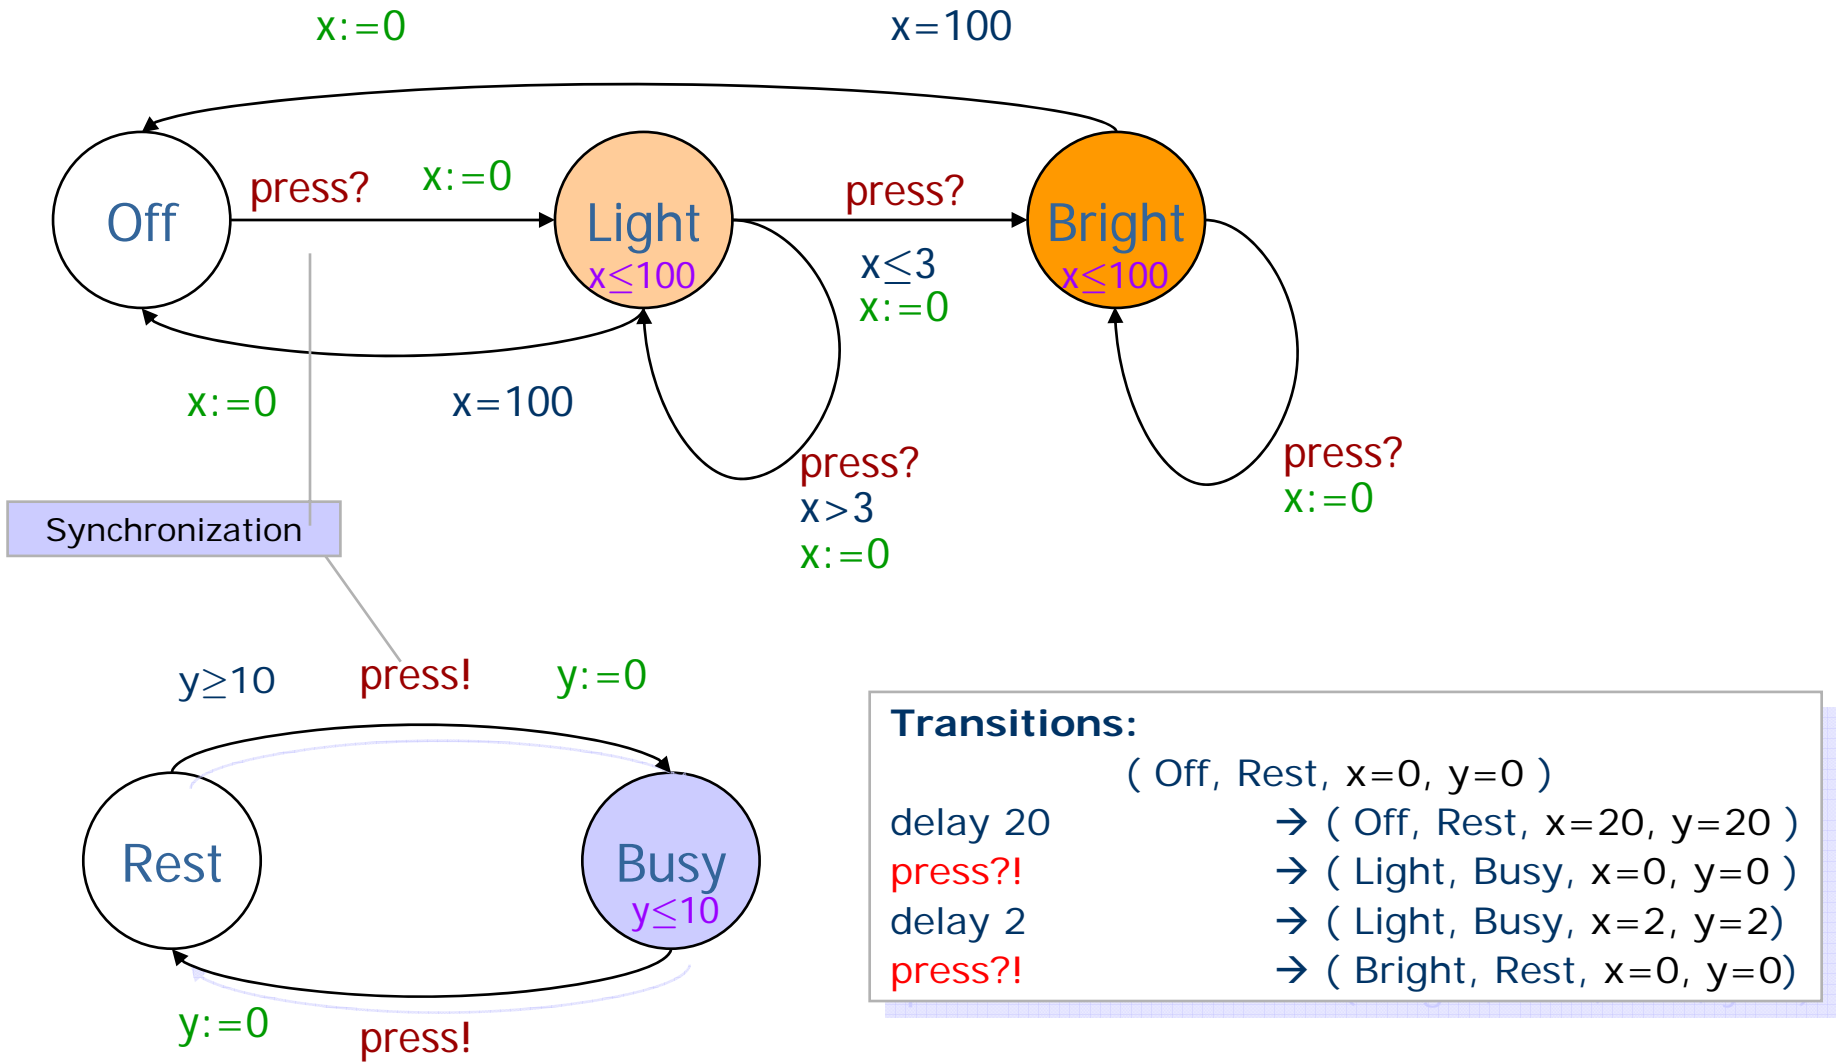 x:=0 x=100
press? x:=0 press?
Off Light Bright
x≤100 x≤3 x≤100
x:=0
x:=0 x=100
press? press?
x>3 x:=0
x:=0
Synchronization
y≥10 press! y:=0
Rest Busy
y≤10
y:=0 press!
Transitions:
( Off, Rest, x=0, y=0 )
delay 20 → ( Off, Rest, x=20, y=20 )
press?! → ( Light, Busy, x=0, y=0 )
delay 2 → ( Light, Busy, x=2, y=2)
press?! → ( Bright, Rest, x=0, y=0)